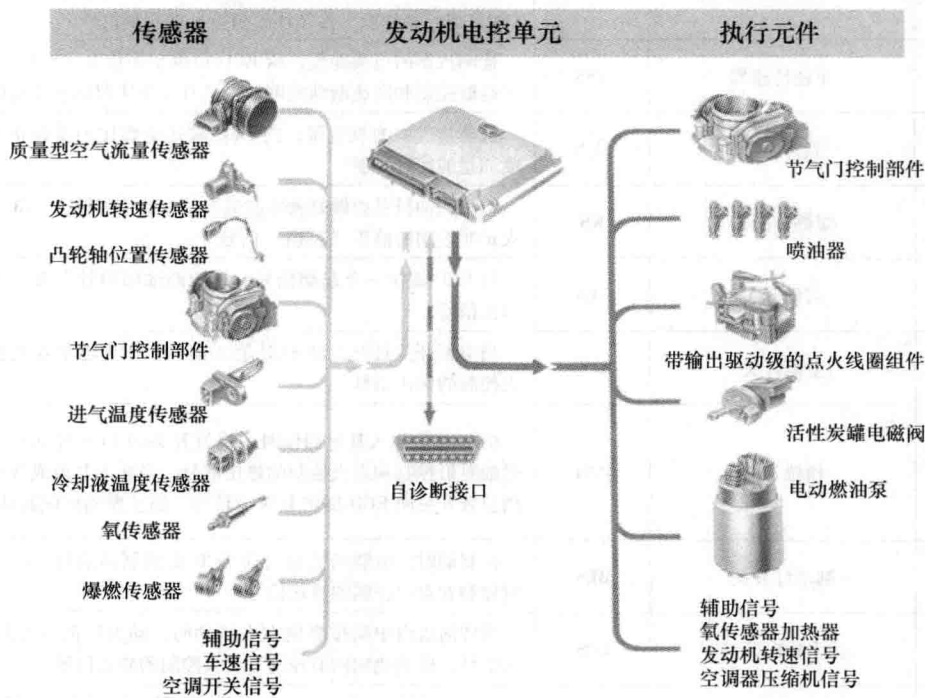 传感器
发动机电控单元
执行元件
质量型空气流量传感器
发动机转速传感器
凸轮轴位置传感器
节气门控制部件
进气温度传感器
冷却液温度传感器
氧传感器
爆燃传感器
辅助信号
车速信号
空调开关信号
自诊断接口
节气门控制部件
喷油器
带输出驱动级的点火线圈组件
活性炭罐电磁阀
电动燃油泵
辅助信号
氧传感器加热器
发动机转速信号
空调器压缩机信号